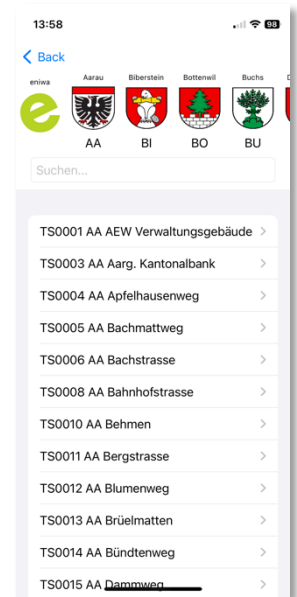 13:58
98
Back
eniwa
Aarau
Biberstein
Bottenwil
Buchs
AA
BI
BO
BU
Suchen...
TS0001 AA AEW Verwaltungsgebäude
TS0003 AA Aarg. Kantonalbank
TS0004 AA Apfelhausenweg
TS0005 AA Bachmattweg
TS0006 AA Bachstrasse
TS0008 AA Bahnhofstrasse
TS0010 AA Behmen
TS0011 AA Bergstrasse
TS0012 AA Blumenweg
TS0013 AA Brüelmatten
TS0014 AA Bündtenweg
TS0015 AA Dammweg